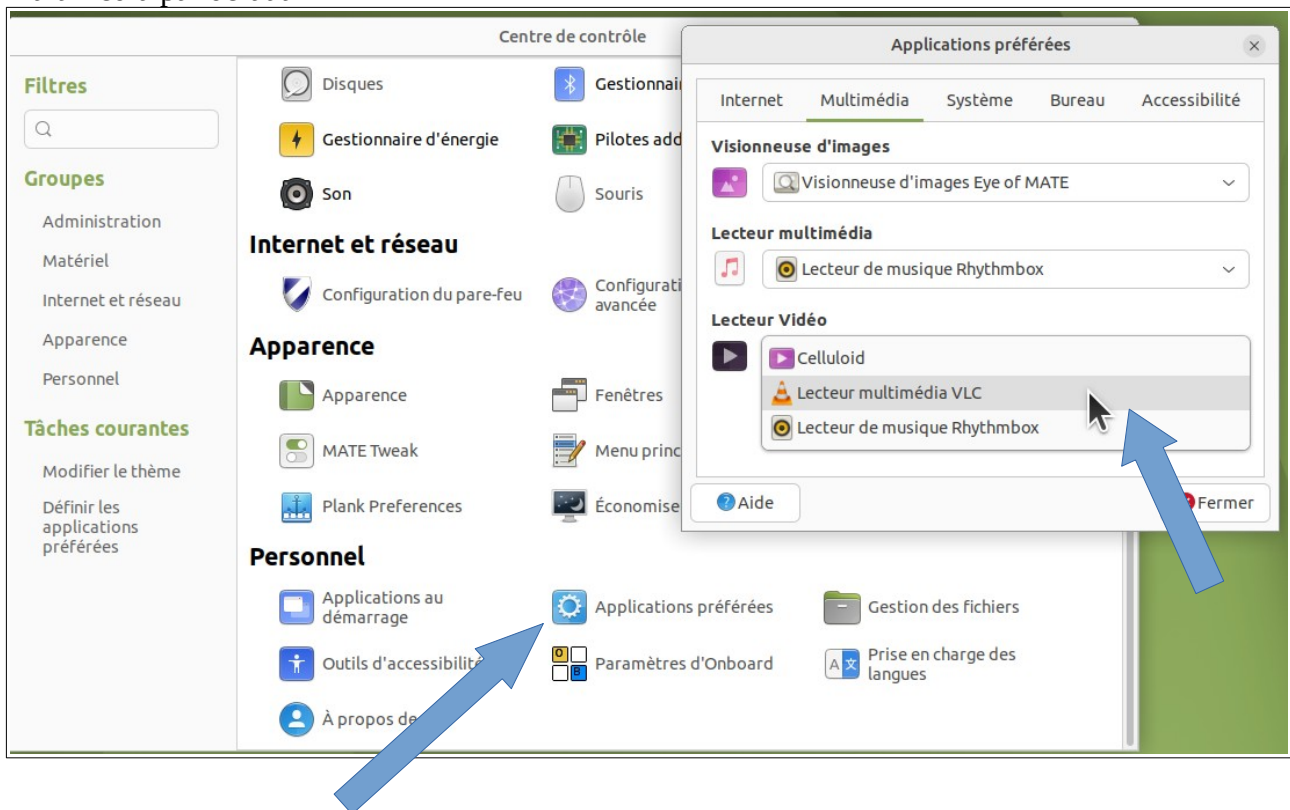 Centre de contrôle
Filtres
Groupes
Administration
Matériel
Internet et réseau
Apparence
Personnel
Tâches courantes
Modifier le thème
Définir les
applications
préférées
Disques
Gestionnai
Gestionnaire d'énergie
Pilotes add
Son
Souris
Internet et réseau
Configuration du pare-feu
Configurati
avancée
Apparence
Apparence
Fenêtres
MATE Tweak
Menu princ
Plank Preferences
Économise
Personnel
Applications au
démarrage
Applications préférées
Gestion des fichiers
Outils d'accessibilité
Paramètres d'Onboard
Prise en charge des
langues
À propos de
Applications préférées
Internet Multimédia Système Bureau Accessibilité
Visionneuse d'images
Visionneuse d'images Eye of MATE
Lecteur multimédia
Lecteur de musique Rhythmbox
Lecteur Vidéo
Celluloid
Lecteur multimédia VLC
Lecteur de musique Rhythmbox
Aide
Fermer